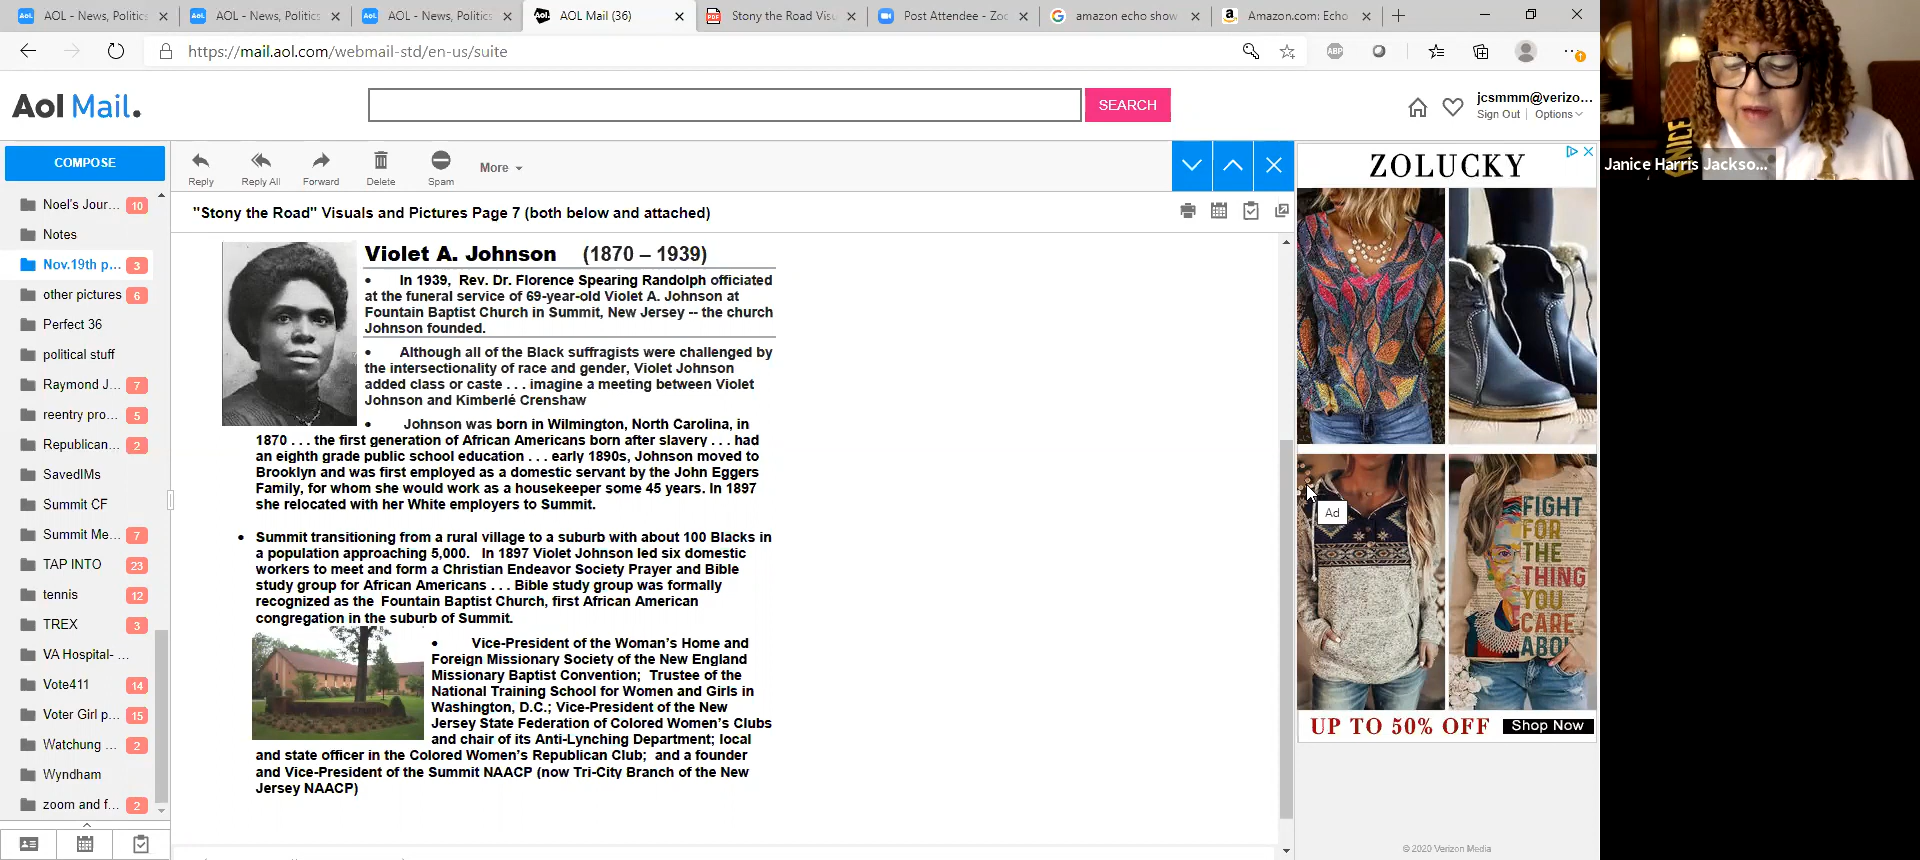 AOL - News, Politics
AOL - News, Politics
AOL - News, Politics
AOL Mail (36)
Stony the Road Visu
Post Attendee - Zoo
amazon echo show
Amazon.com: Echo
https://mail.aol.com/webmail-std/en-us/suite
ABP
Aol Mail.
SEARCH
jcsmmm@verizo...
Sign Out
Options
COMPOSE
Reply
Reply All
Forward
Delete
Spam
More
"Stony the Road" Visuals and Pictures Page 7 (both below and attached)
Noel's Jour... 10
Notes
Nov.19th p... 3
other pictures 6
Perfect 36
political stuff
Raymond J... 7
reentry pro... 5
Republican... 2
SavedIMs
Summit CF
Summit Me... 7
TAP INTO 23
tennis 12
TREX 3
VA Hospital- ...
Vote411 14
Voter Girl p... 15
Watchung ... 2
Wyndham
zoom and f... 2
Violet A. Johnson (1870 – 1939)
• In 1939, Rev. Dr. Florence Spearing Randolph officiated
at the funeral service of 69-year-old Violet A. Johnson at
Fountain Baptist Church in Summit, New Jersey -- the church
Johnson founded.
• Although all of the Black suffragists were challenged by
the intersectionality of race and gender, Violet Johnson
added class or caste . . . imagine a meeting between Violet
Johnson and Kimberlé Crenshaw
• Johnson was born in Wilmington, North Carolina, in
1870 . . . the first generation of African Americans born after slavery . . . had
an eighth grade public school education . . . early 1890s, Johnson moved to
Brooklyn and was first employed as a domestic servant by the John Eggers
Family, for whom she would work as a housekeeper some 45 years. In 1897
she relocated with her White employers to Summit.
• Summit transitioning from a rural village to a suburb with about 100 Blacks in
a population approaching 5,000. In 1897 Violet Johnson led six domestic
workers to meet and form a Christian Endeavor Society Prayer and Bible
study group for African Americans . . . Bible study group was formally
recognized as the Fountain Baptist Church, first African American
congregation in the suburb of Summit.
• Vice-President of the Woman's Home and
Foreign Missionary Society of the New England
Missionary Baptist Convention; Trustee of the
National Training School for Women and Girls in
Washington, D.C.; Vice-President of the New
Jersey State Federation of Colored Women's Clubs
and chair of its Anti-Lynching Department; local
and state officer in the Colored Women's Republican Club; and a founder
and Vice-President of the Summit NAACP (now Tri-City Branch of the New
Jersey NAACP)
ZOLUCKY
Ad
FIGHT
FOR
THE
THING
YOU
CARE
ABOU
UP TO 50% OFF
Shop Now
© 2020 Verizon Media
Janice Harris Jackso...